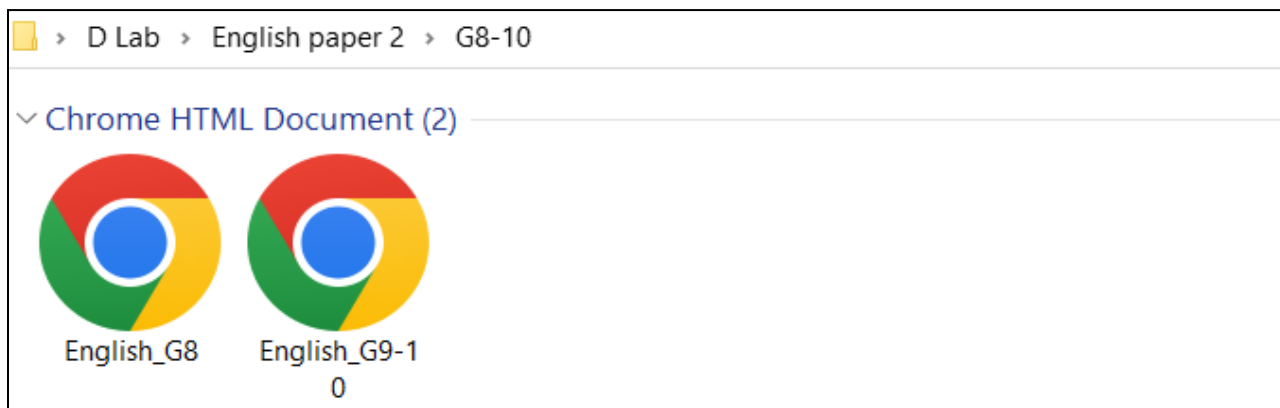 D Lab > English paper 2 > G8-10
Chrome HTML Document (2)
English_G8
English_G9-1
0